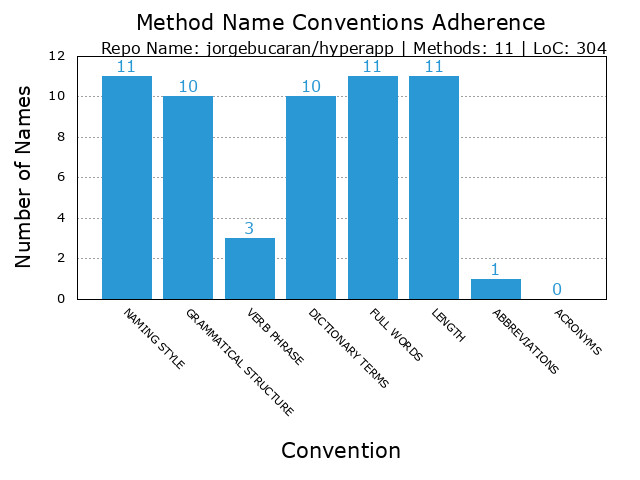 Method Name Conventions Adherence
Repo Name: jorgebucaran/hyperapp | Methods: 11 | LoC: 304
12
10
8
6
4
2
0
Number of Names
11
10
3
10
11
11
1
0
NAMING STYLE
GRAMMATICAL STRUCTURE
VERB PHRASE
DICTIONARY TERMS
FULL WORDS
LENGTH
ABBREVIATIONS
ACRONYMS
Convention